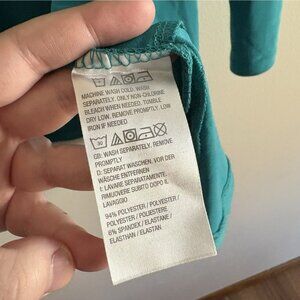 MACHINE WASH COLD. WASH
SEPARATELY. ONLY NON-CHLORINE
BLEACH WHEN NEEDED. TUMBLE
DRY LOW. REMOVE PROMPTLY. LOW
IRON IF NEEDED.
GB: WASH SEPARATELY. REMOVE
PROMPTLY
D: SEPARAT WASCHEN, VOR DEM
WÄSCHE ENTFERNEN
I: LAVARE SEPARATAMENTE.
RIMUOVERE SUBITO DOPO IL
LAVAGGIO
94% POLYESTER / POLYESTER /
POLYESTER / POLIESTERE
6% SPANDEX / ELASTANE /
ELASTHAN / ELASTAN